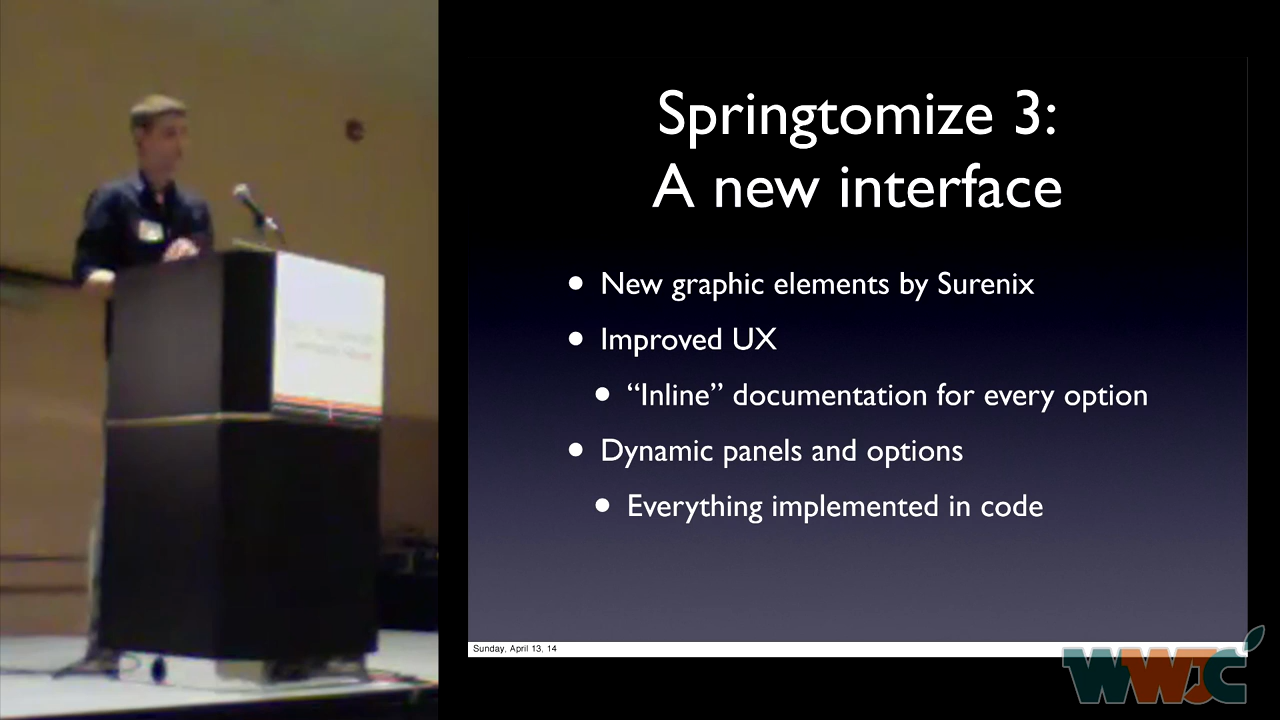 Springtomize 3:
A new interface
• New graphic elements by Surenix
• Improved UX
• “Inline” documentation for every option
• Dynamic panels and options
• Everything implemented in code
Sunday, April 13, 14
WWJC